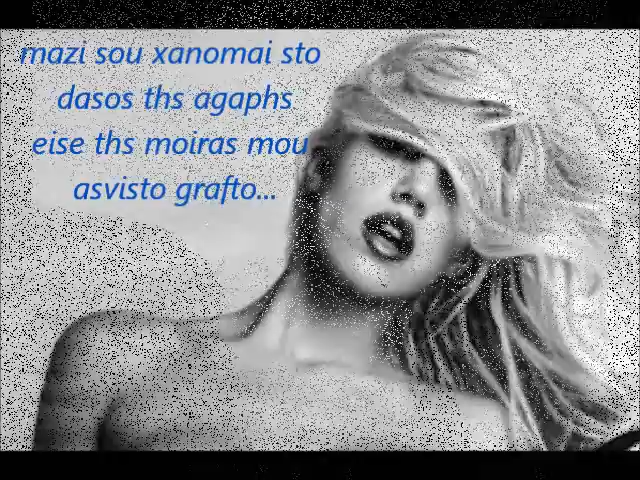 mazi sou xanomai sto
dasos ths agaphs
eise ths moiras mou
asvisto grafto...